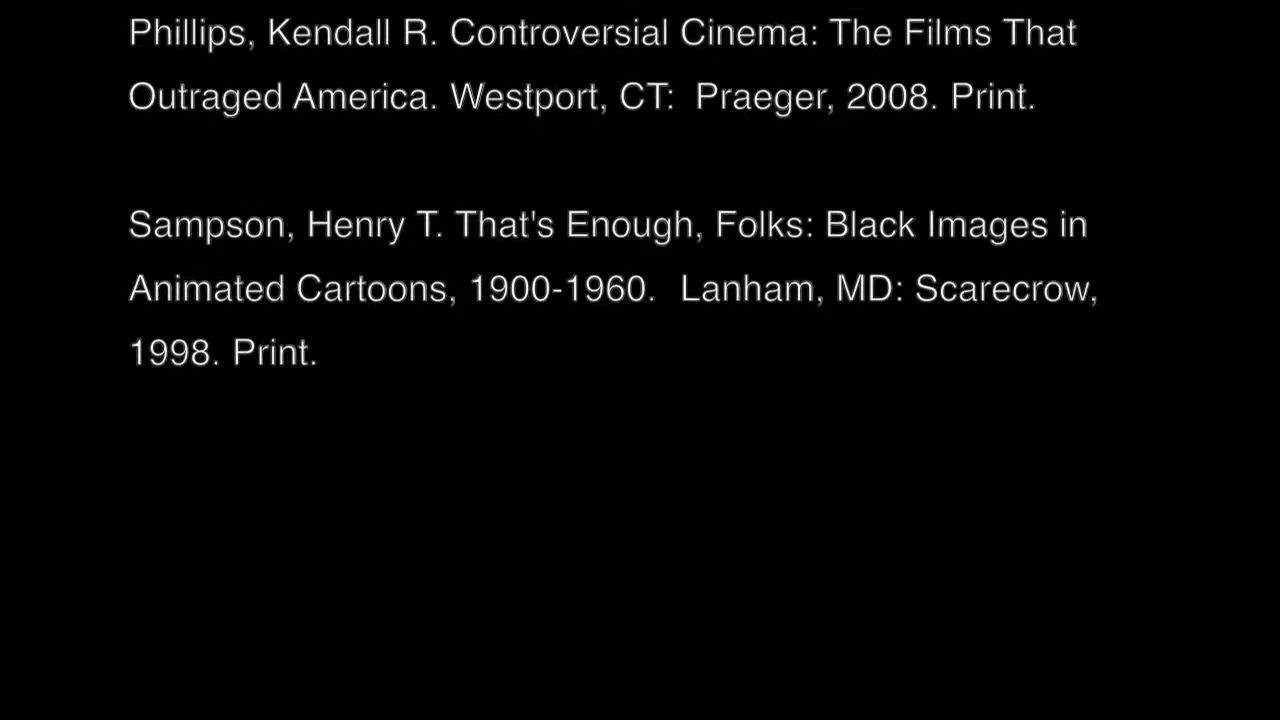 Phillips, Kendall R. Controversial Cinema: The Films That
Outraged America. Westport, CT:  Praeger, 2008. Print.
Sampson, Henry T. That's Enough, Folks: Black Images in
Animated Cartoons, 1900-1960.  Lanham, MD: Scarecrow,
1998. Print.